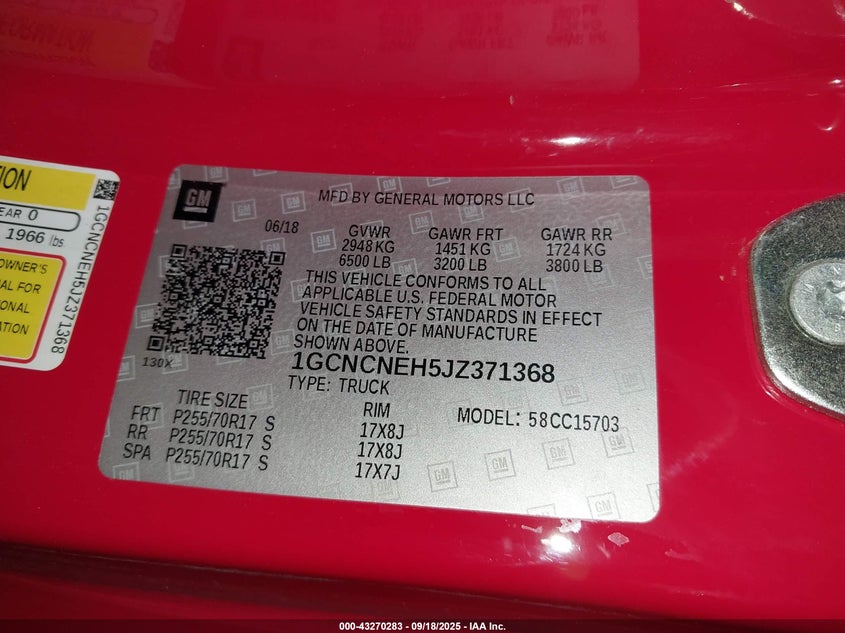 TION
EAR 0
1966 lbs
OWNER'S
AL FOR
IONAL
ATION
1GCNCNEH5JZ371368
GM
MFD BY GENERAL MOTORS LLC
06/18
GVWR GAWR FRT GAWR RR
2948 KG 1451 KG 1724 KG
6500 LB 3200 LB 3800 LB
THIS VEHICLE CONFORMS TO ALL
APPLICABLE U.S. FEDERAL MOTOR
VEHICLE SAFETY STANDARDS IN EFFECT
ON THE DATE OF MANUFACTURE
SHOWN ABOVE.
130X
1GCNCNEH5JZ371368
TYPE: TRUCK
TIRE SIZE RIM MODEL: 58CC15703
FRT P255/70R17 S 17X8J
RR P255/70R17 S 17X8J
SPA P255/70R17 S 17X7J
000-43270283 - 09/18/2025 - IAA Inc.